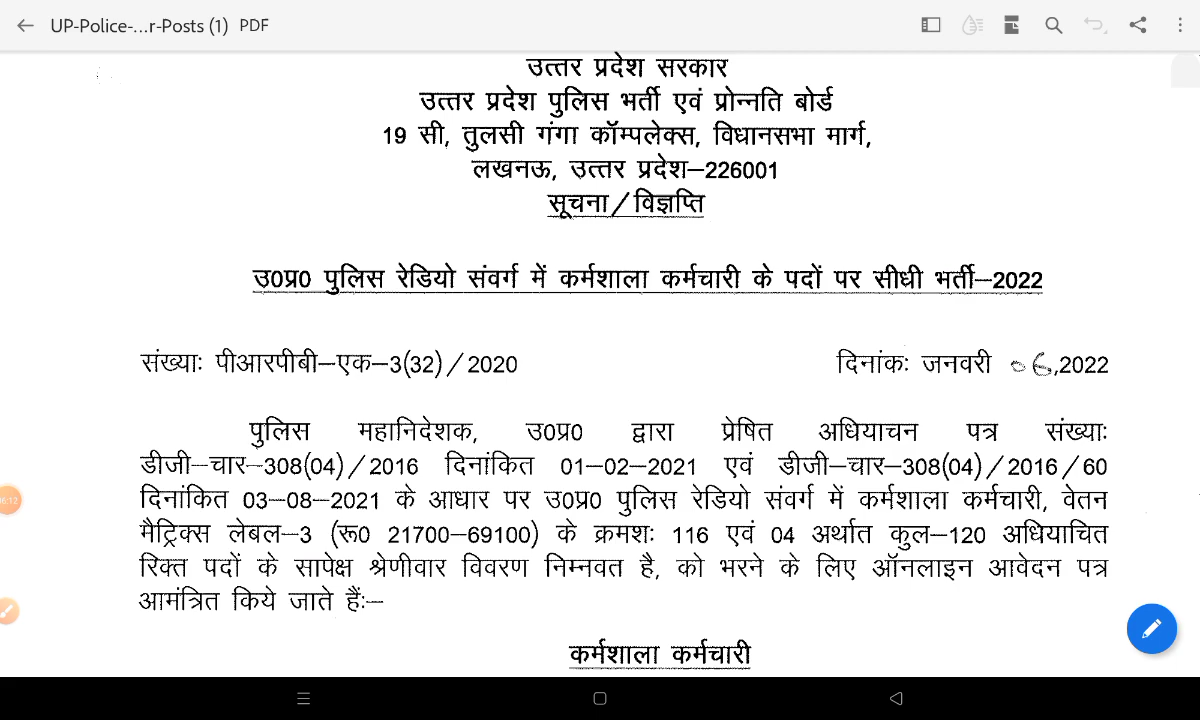 UP-Police-...r-Posts (1) PDF
उत्तर प्रदेश सरकार
उत्तर प्रदेश पुलिस भर्ती एवं प्रोन्नति बोर्ड
19 सी, तुलसी गंगा कॉम्पलेक्स, विधानसभा मार्ग,
लखनऊ, उत्तर प्रदेश–226001
सूचना/विज्ञप्ति
उ0प्र0 पुलिस रेडियो संवर्ग में कर्मशाला कर्मचारी के पदों पर सीधी भर्ती–2022
संख्याः पीआरपीबी–एक–3(32)/2020 दिनांकः जनवरी 06,2022
पुलिस महानिदेशक, उ0प्र0 द्वारा प्रेषित अधियाचन पत्र संख्याः
डीजी–चार–308(04)/2016 दिनांकित 01–02–2021 एवं डीजी–चार–308(04)/2016/60
दिनांकित 03–08–2021 के आधार पर उ0प्र0 पुलिस रेडियो संवर्ग में कर्मशाला कर्मचारी, वेतन
मैट्रिक्स लेबल–3 (रू0 21700–69100) के क्रमशः 116 एवं 04 अर्थात कुल–120 अधियाचित
रिक्त पदों के सापेक्ष श्रेणीवार विवरण निम्नवत है, को भरने के लिए ऑनलाइन आवेदन पत्र
आमंत्रित किये जाते हैंः–
कर्मशाला कर्मचारी